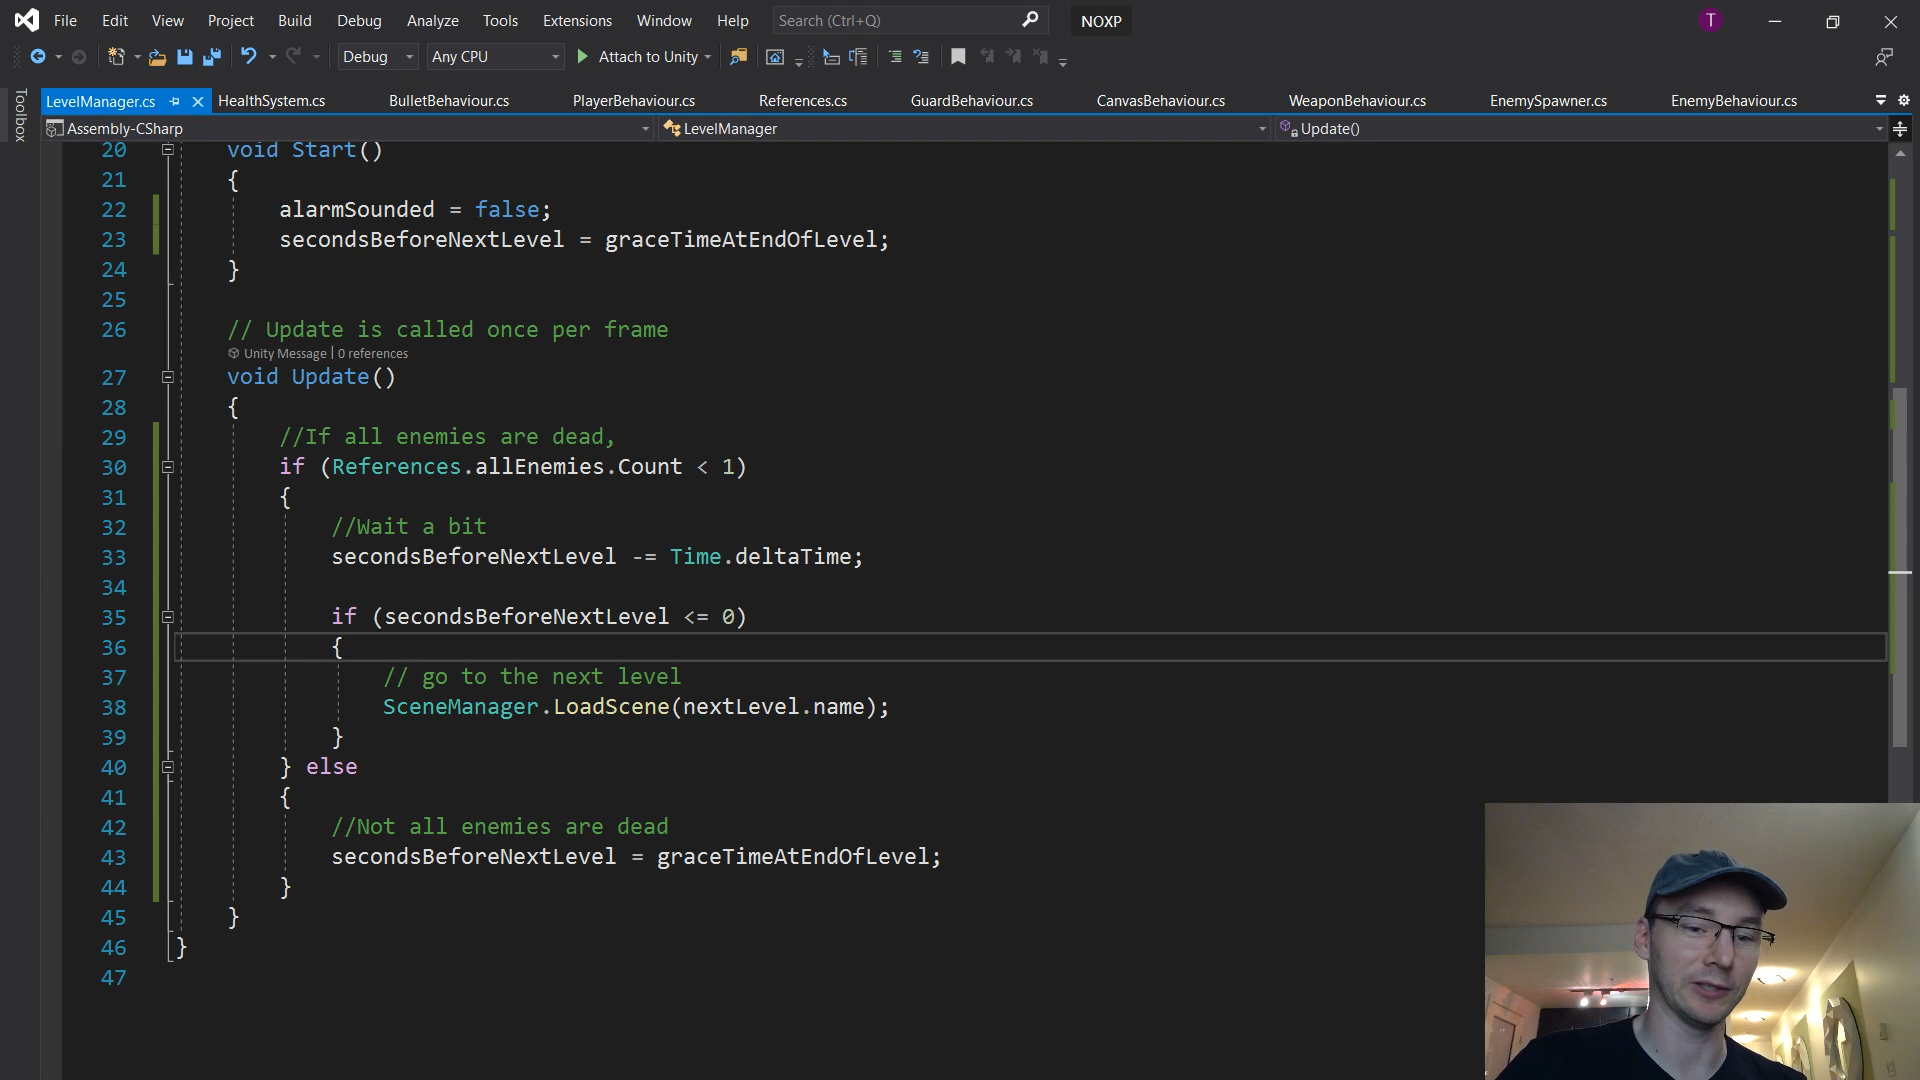 File Edit View Project Build Debug Analyze Tools Extensions Window Help Search (Ctrl+Q) NOXP T
Debug Any CPU Attach to Unity
Toolbox
LevelManager.cs HealthSystem.cs BulletBehaviour.cs PlayerBehaviour.cs References.cs GuardBehaviour.cs CanvasBehaviour.cs WeaponBehaviour.cs EnemySpawner.cs EnemyBehaviour.cs
Assembly-CSharp LevelManager Update()
20 void Start()
21 {
22 alarmSounded = false;
23 secondsBeforeNextLevel = graceTimeAtEndOfLevel;
24 }
25
26 // Update is called once per frame
Unity Message | 0 references
27 void Update()
28 {
29 //If all enemies are dead,
30 if (References.allEnemies.Count < 1)
31 {
32 //Wait a bit
33 secondsBeforeNextLevel -= Time.deltaTime;
34
35 if (secondsBeforeNextLevel <= 0)
36 {
37 // go to the next level
38 SceneManager.LoadScene(nextLevel.name);
39 }
40 } else
41 {
42 //Not all enemies are dead
43 secondsBeforeNextLevel = graceTimeAtEndOfLevel;
44 }
45 }
46 }
47